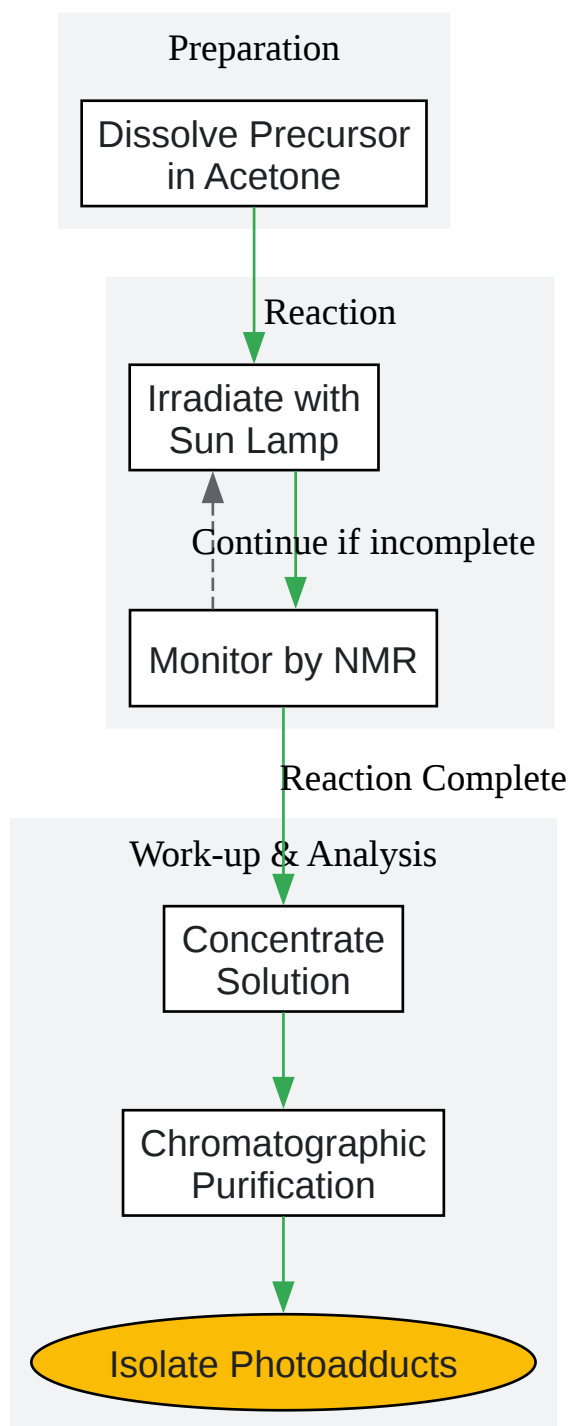 Preparation
Dissolve Precursor
in Acetone
Reaction
Irradiate with
Sun Lamp
Continue if incomplete
Monitor by NMR
Reaction Complete
Work-up & Analysis
Concentrate
Solution
Chromatographic
Purification
Isolate Photoadducts